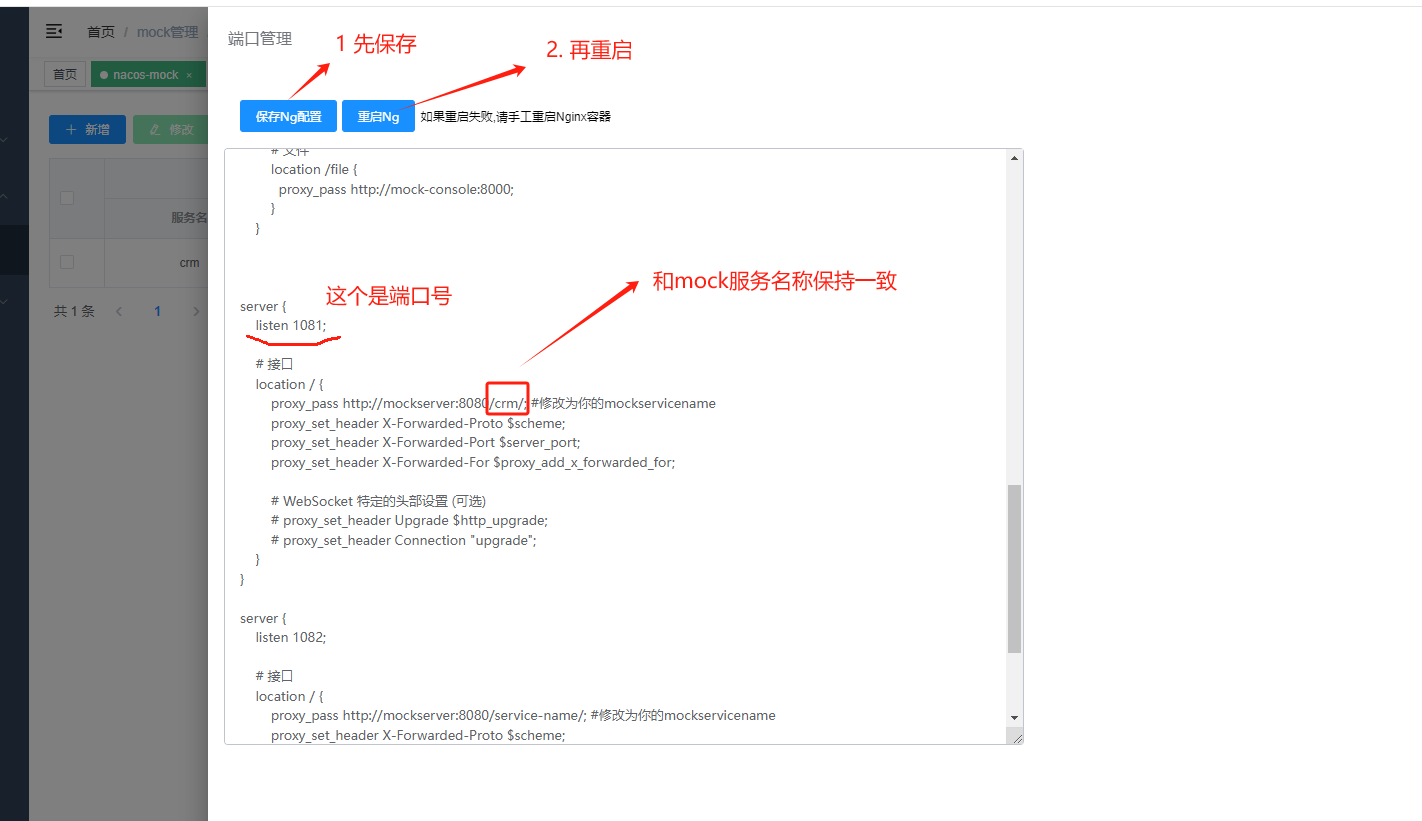 首页 / mock管理
端口管理
1 先保存
2. 再重启
首页
nacos-mock ×
保存Ng配置
重启Ng
如果重启失败,请手工重启Nginx容器
+ 新增
修改
服务名
crm
共 1 条
1
# 文件
location /file {
proxy_pass http://mock-console:8000;
}
}
和mock服务名称保持一致
这个是端口号
server {
listen 1081;
# 接口
location / {
proxy_pass http://mockserver:8080/crm/; #修改为你的mockservicename
proxy_set_header X-Forwarded-Proto $scheme;
proxy_set_header X-Forwarded-Port $server_port;
proxy_set_header X-Forwarded-For $proxy_add_x_forwarded_for;
# WebSocket 特定的头部设置 (可选)
# proxy_set_header Upgrade $http_upgrade;
# proxy_set_header Connection "upgrade";
}
}
server {
listen 1082;
# 接口
location / {
proxy_pass http://mockserver:8080/service-name/; #修改为你的mockservicename
proxy_set_header X-Forwarded-Proto $scheme;